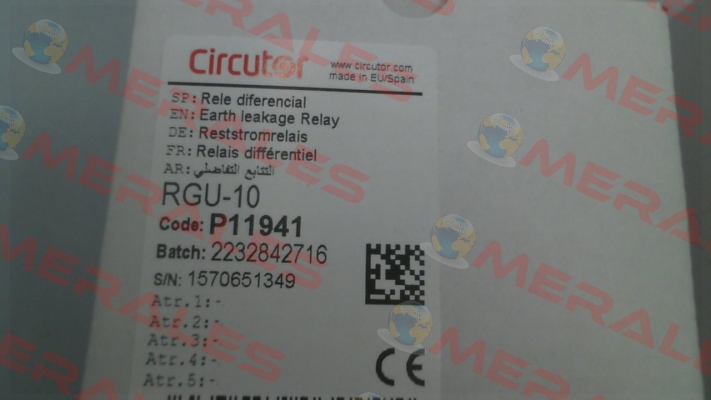 Circutor
www.circutor.com
made in EU/Spain
SP: Rele diferencial
EN: Earth leakage Relay
DE: Reststromrelais
FR: Relais différentiel
AR: التتابع التفاضلي
RGU-10
Code: P11941
Batch: 2232842716
S/N: 1570651349
Atr.1:-
Atr.2:-
Atr.3:-
Atr.4:-
Atr.5:-
CE
MERALES
MERALES
MERALES
MERALES
MERALES